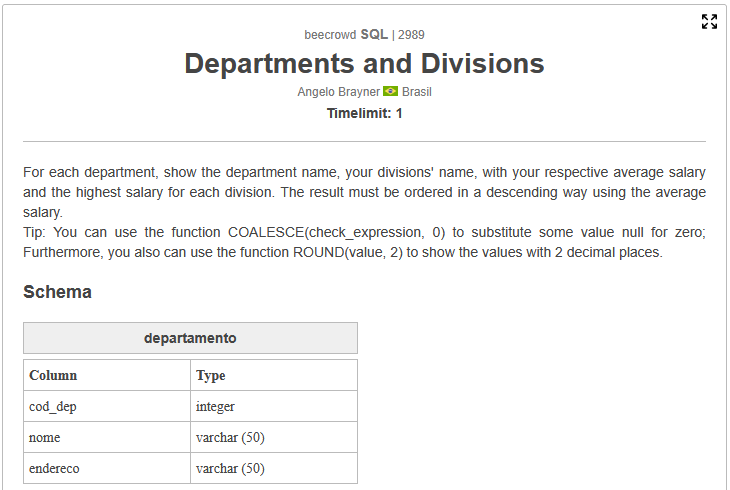 beecrowd SQL | 2989
Departments and Divisions
Angelo Brayner Brasil
Timelimit: 1
For each department, show the department name, your divisions' name, with your respective average salary
and the highest salary for each division. The result must be ordered in a descending way using the average
salary.
Tip: You can use the function COALESCE(check_expression, 0) to substitute some value null for zero;
Furthermore, you also can use the function ROUND(value, 2) to show the values with 2 decimal places.
Schema
departamento
Column Type
cod_dep integer
nome varchar (50)
endereco varchar (50)